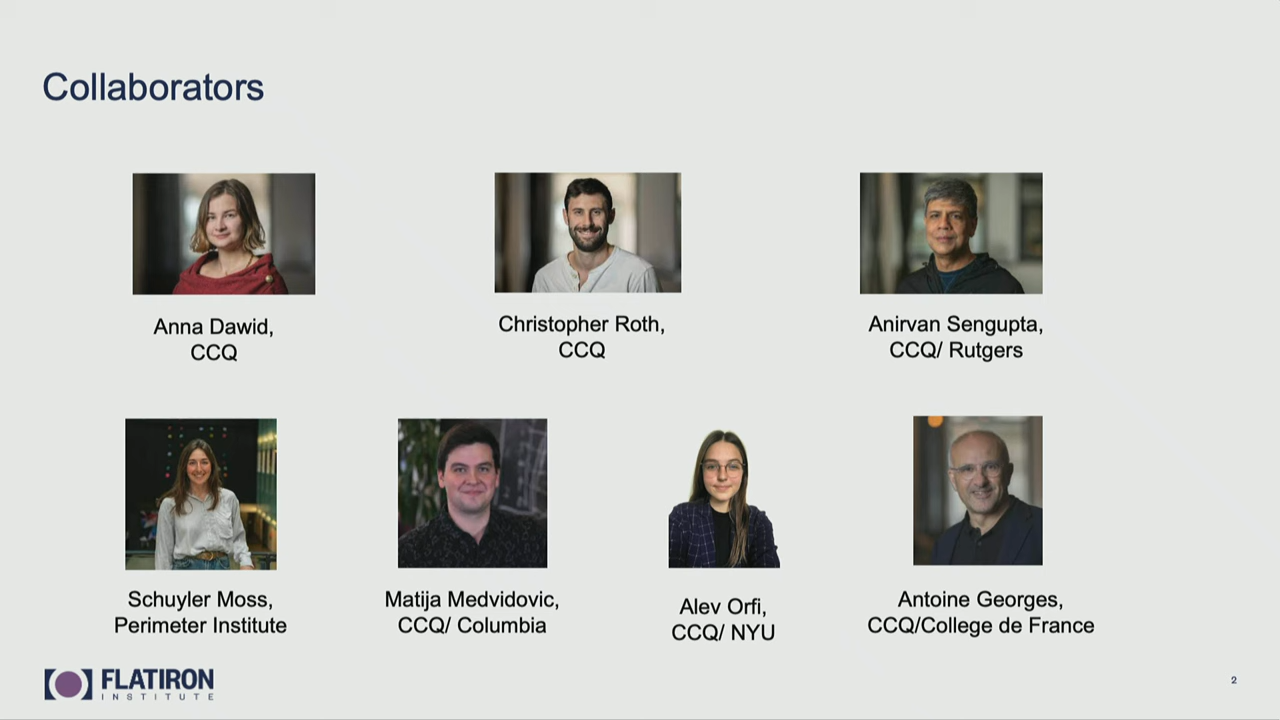 Collaborators
Anna Dawid,
CCQ
Christopher Roth,
CCQ
Anirvan Sengupta,
CCQ/ Rutgers
Schuyler Moss,
Perimeter Institute
Matija Medvidovic,
CCQ/ Columbia
Alev Orfi,
CCQ/ NYU
Antoine Georges,
CCQ/College de France
FLATIRON
INSTITUTE
2